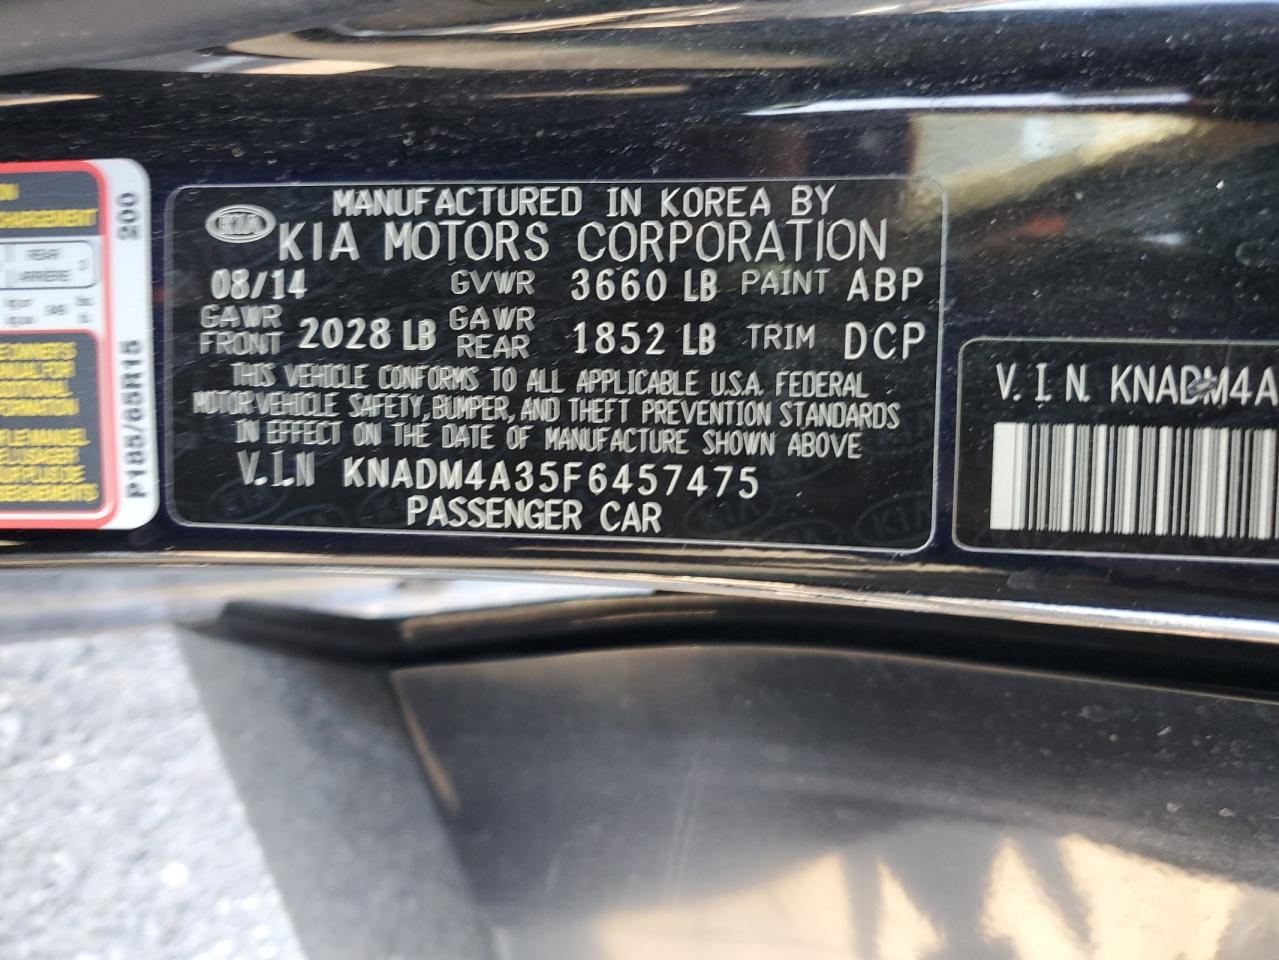 MANUFACTURED IN KOREA BY
KIA
KIA MOTORS CORPORATION
08/14 GVWR 3660 LB PAINT ABP
GAWR FRONT 2028 LB GAWR REAR 1852 LB TRIM DCP
THIS VEHICLE CONFORMS TO ALL APPLICABLE U.S.A. FEDERAL
MOTOR VEHICLE SAFETY, BUMPER, AND THEFT PREVENTION STANDARDS
IN EFFECT ON THE DATE OF MANUFACTURE SHOWN ABOVE
V.I.N KNADM4A35F6457475
PASSENGER CAR
V.I.N. KNADM4A
REAR
ARRIERE
200
P185/65R15